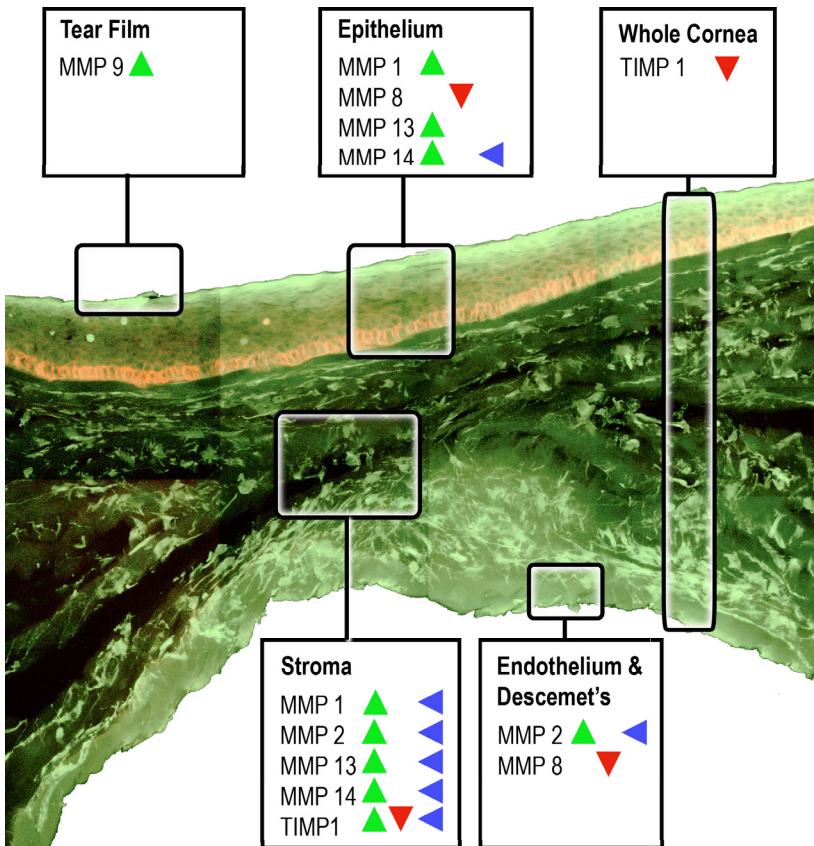 Tear Film
MMP 9
Epithelium
MMP 1
MMP 8
MMP 13
MMP 14
Whole Cornea
TIMP 1
Stroma
MMP 1
MMP 2
MMP 13
MMP 14
TIMP1
Endothelium &
Descemet's
MMP 2
MMP 8